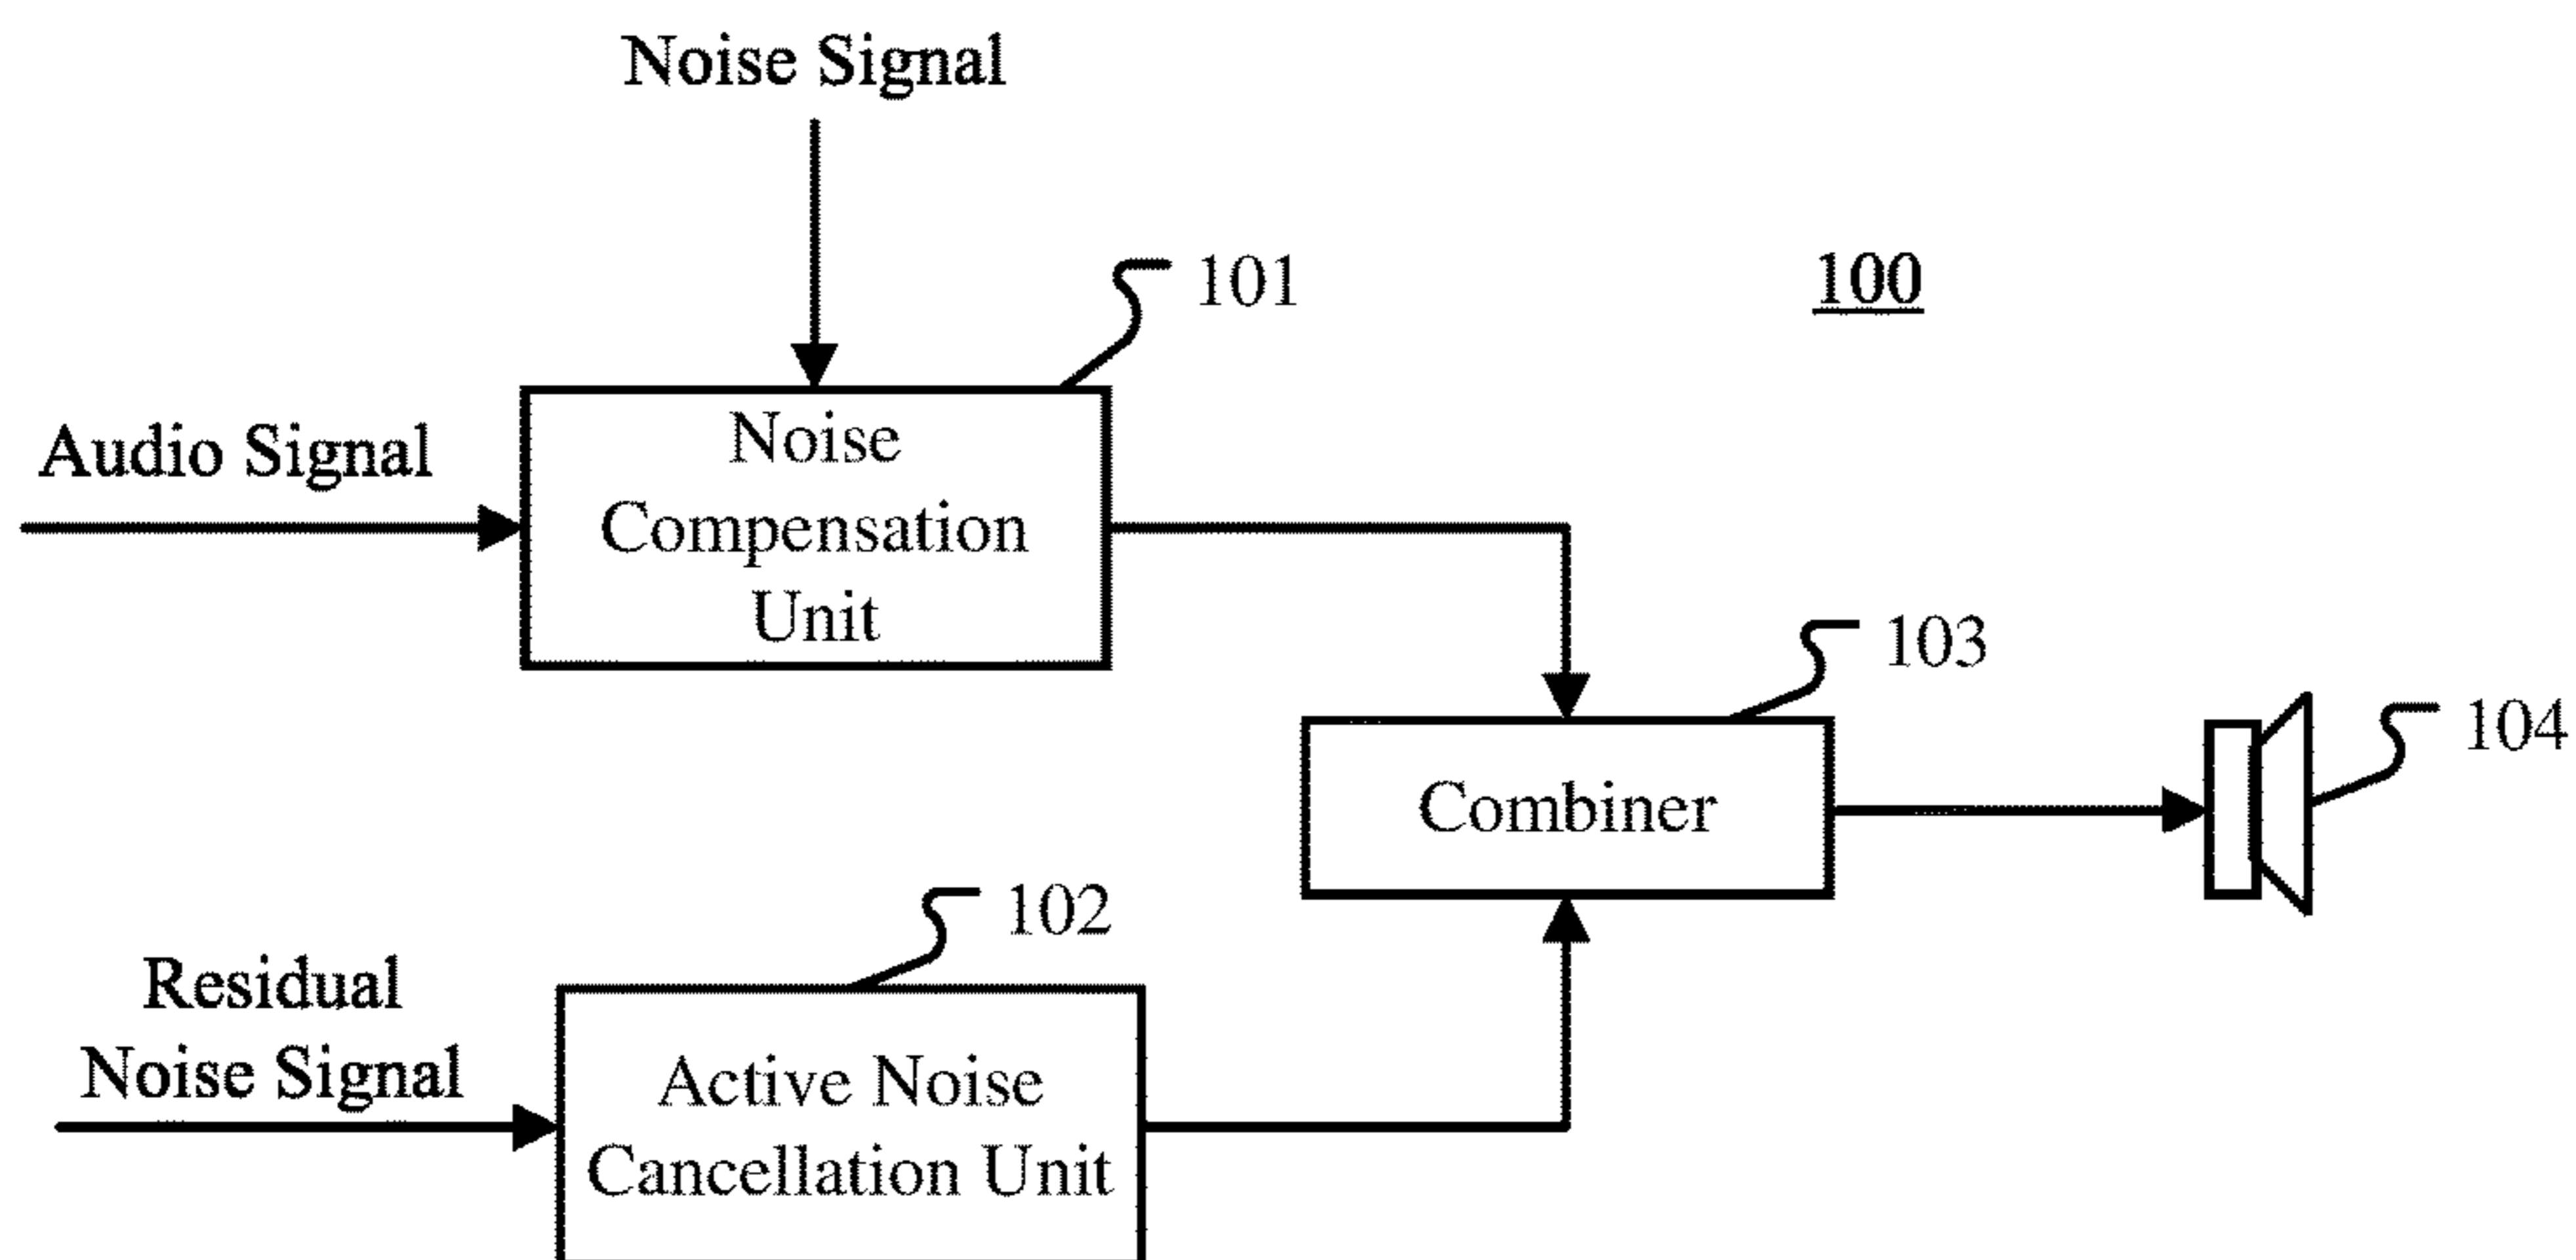 Noise Signal
101
100
Audio Signal
Noise
Compensation
Unit
103
104
Combiner
102
Residual
Noise Signal
Active Noise
Cancellation Unit